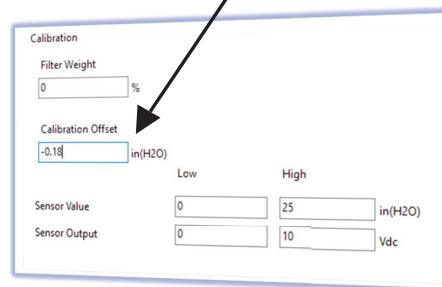 Calibration
Filter Weight
0 %
Calibration Offset
-0.18 in(H2O)
Low High
Sensor Value 0 25 in(H2O)
Sensor Output 0 10 Vdc